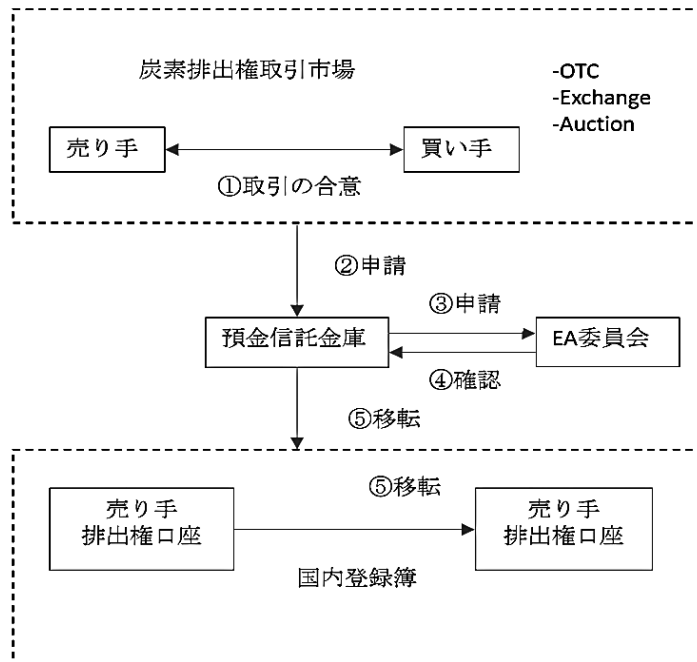 炭素排出権取引市場
-OTC
-Exchange
-Auction
売り手
買い手
①取引の合意
②申請
③申請
預金信託金庫
EA委員会
④確認
⑤移転
⑤移転
売り手
排出権口座
売り手
排出権口座
国内登録簿